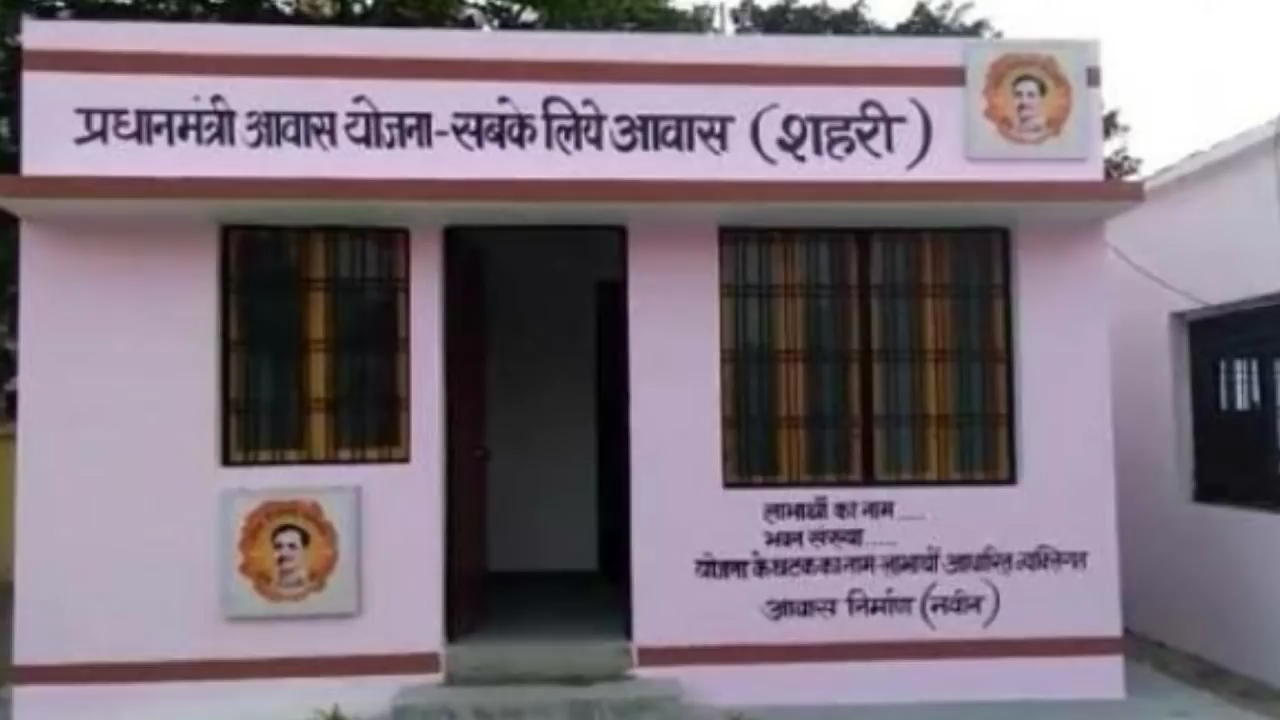 प्रधानमंत्री आवास योजना-सबके लिये आवास (शहरी)
लाभार्थी का नाम .....
भवन संख्या .....
योजना के घटक का नाम-लाभार्थी आधारित व्यक्तिगत
आवास निर्माण (नवीन)